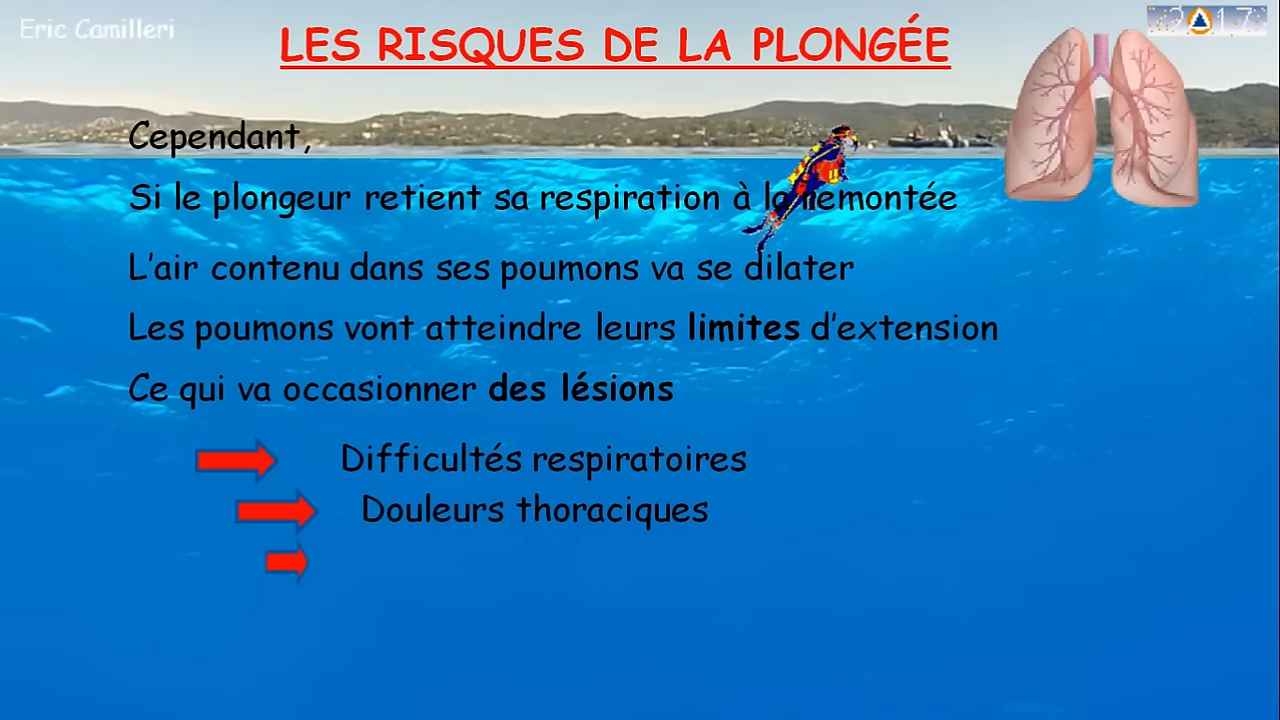 Eric Camilleri
2017
LES RISQUES DE LA PLONGÉE
Cependant,
Si le plongeur retient sa respiration à la remontée
L'air contenu dans ses poumons va se dilater
Les poumons vont atteindre leurs limites d'extension
Ce qui va occasionner des lésions
Difficultés respiratoires
Douleurs thoraciques